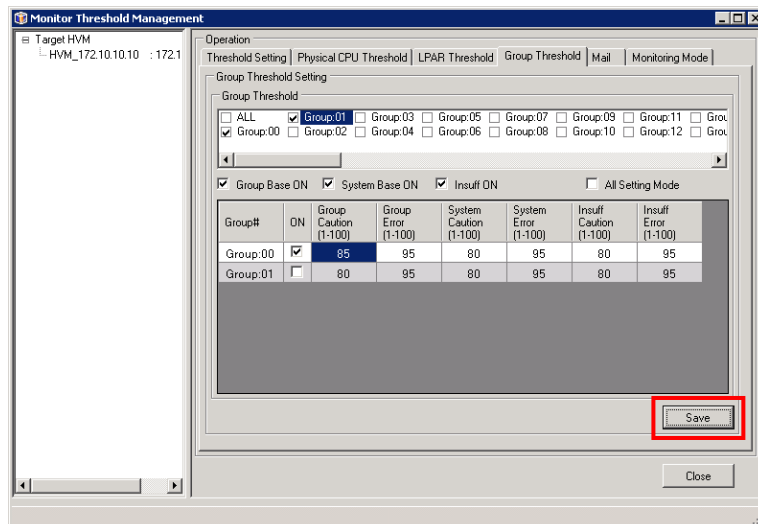 Monitor Threshold Management
Target HVM
HVM_172.10.10.10 : 172.1
Operation
Threshold Setting Physical CPU Threshold LPAR Threshold Group Threshold Mail Monitoring Mode
Group Threshold Setting
Group Threshold
ALL Group:01 Group:03 Group:05 Group:07 Group:09 Group:11 Grou
Group:00 Group:02 Group:04 Group:06 Group:08 Group:10 Group:12 Grou
Group Base ON System Base ON Insuff ON All Setting Mode
Group# ON Group Caution (1-100) Group Error (1-100) System Caution (1-100) System Error (1-100) Insuff Caution (1-100) Insuff Error (1-100)
Group:00 85 95 80 95 80 95
Group:01 80 95 80 95 80 95
Save
Close